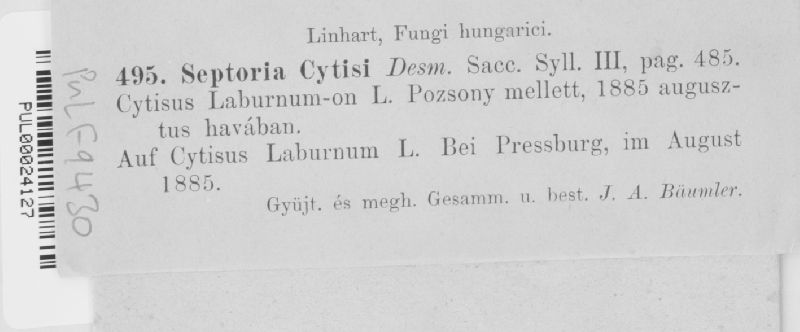 Linhart, Fungi hungarici.
495. Septoria Cytisi Desm. Sacc. Syll. III, pag. 485.
Cytisus Laburnum-on L. Pozsony mellett, 1885 augusz-
tus havában.
Auf Cytisus Laburnum L. Bei Pressburg, im August
1885.
Gyüjt. és megh. Gesamm. u. best. J. A. Bäumler.
PUL00024127
PUL F9430